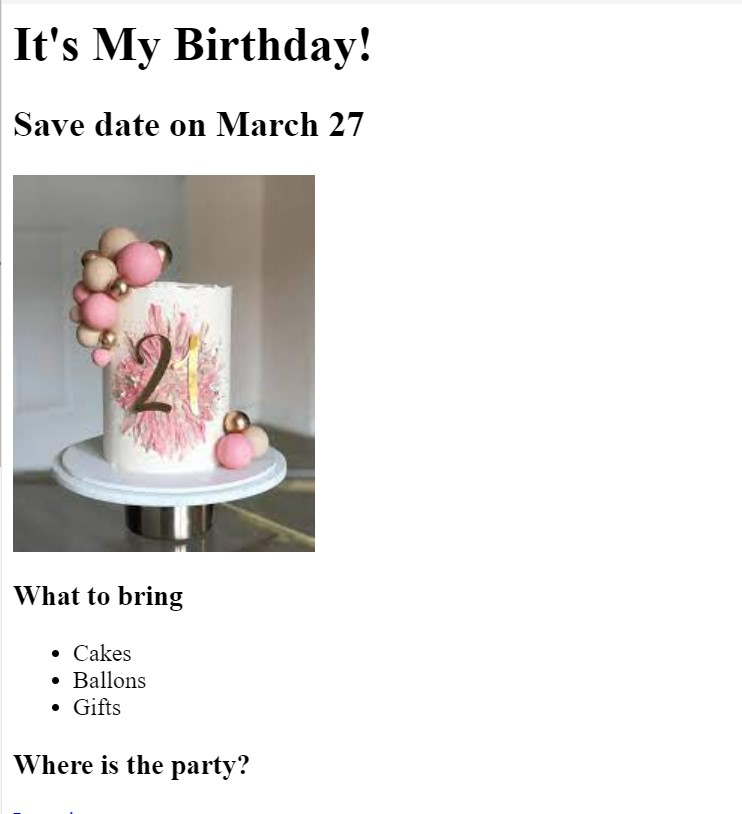 It's My Birthday!
Save date on March 27
21
What to bring
Cakes
Ballons
Gifts
Where is the party?